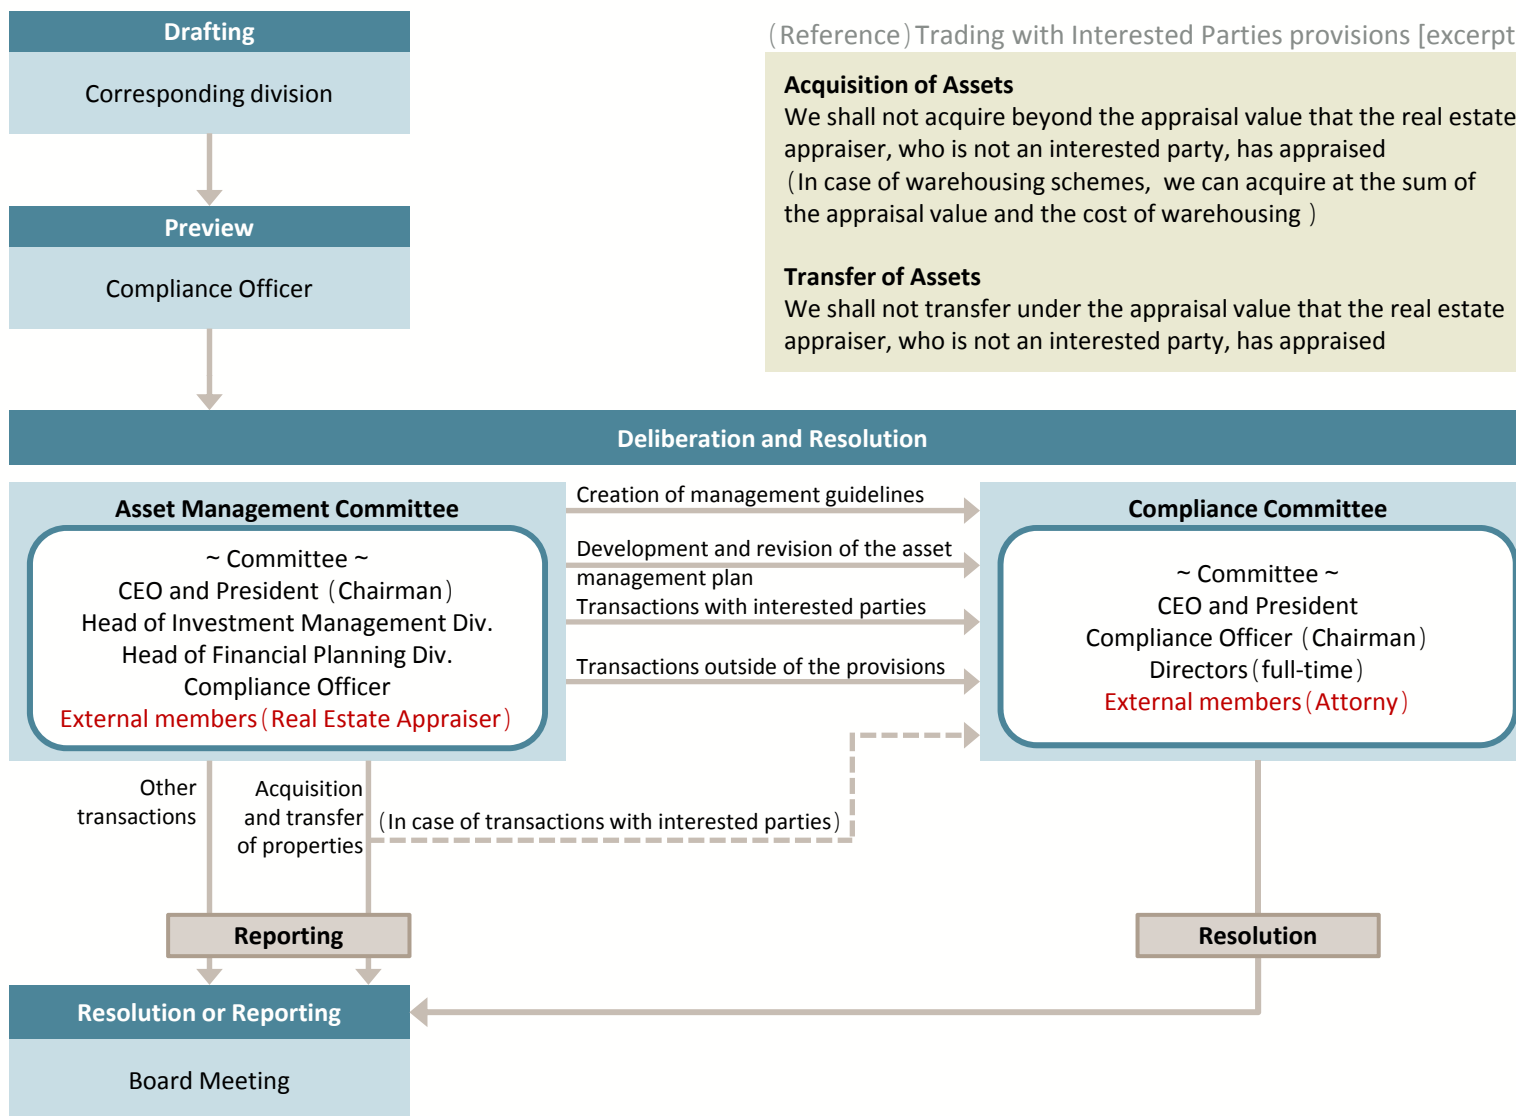 Drafting
Corresponding division
Preview
Compliance Officer
(Reference) Trading with Interested Parties provisions [excerpt
Acquisition of Assets
We shall not acquire beyond the appraisal value that the real estate
appraiser, who is not an interested party, has appraised
(In case of warehousing schemes, we can acquire at the sum of
the appraisal value and the cost of warehousing )
Transfer of Assets
We shall not transfer under the appraisal value that the real estate
appraiser, who is not an interested party, has appraised
Deliberation and Resolution
Asset Management Committee
~ Committee ~
CEO and President (Chairman)
Head of Investment Management Div.
Head of Financial Planning Div.
Compliance Officer
External members (Real Estate Appraiser)
Creation of management guidelines
Development and revision of the asset
management plan
Transactions with interested parties
Transactions outside of the provisions
Compliance Committee
~ Committee ~
CEO and President
Compliance Officer (Chairman)
Directors (full-time)
External members (Attorny)
Other
transactions
Acquisition
and transfer
of properties
(In case of transactions with interested parties)
Reporting
Resolution
Resolution or Reporting
Board Meeting